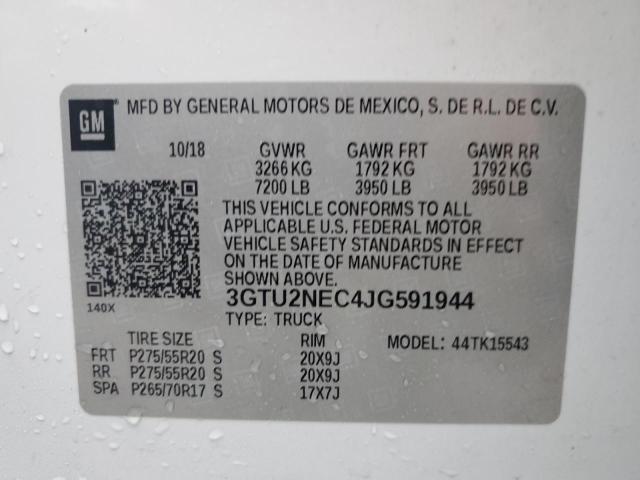 GM
MFD BY GENERAL MOTORS DE MEXICO, S. DE R.L. DE C.V.
10/18 GVWR GAWR FRT GAWR RR
3266 KG 1792 KG 1792 KG
7200 LB 3950 LB 3950 LB
THIS VEHICLE CONFORMS TO ALL
APPLICABLE U.S. FEDERAL MOTOR
VEHICLE SAFETY STANDARDS IN EFFECT
ON THE DATE OF MANUFACTURE
SHOWN ABOVE.
140X 3GTU2NEC4JG591944
TYPE: TRUCK
TIRE SIZE RIM MODEL: 44TK15543
FRT P275/55R20 S 20X9J
RR P275/55R20 S 20X9J
SPA P265/70R17 S 17X7J